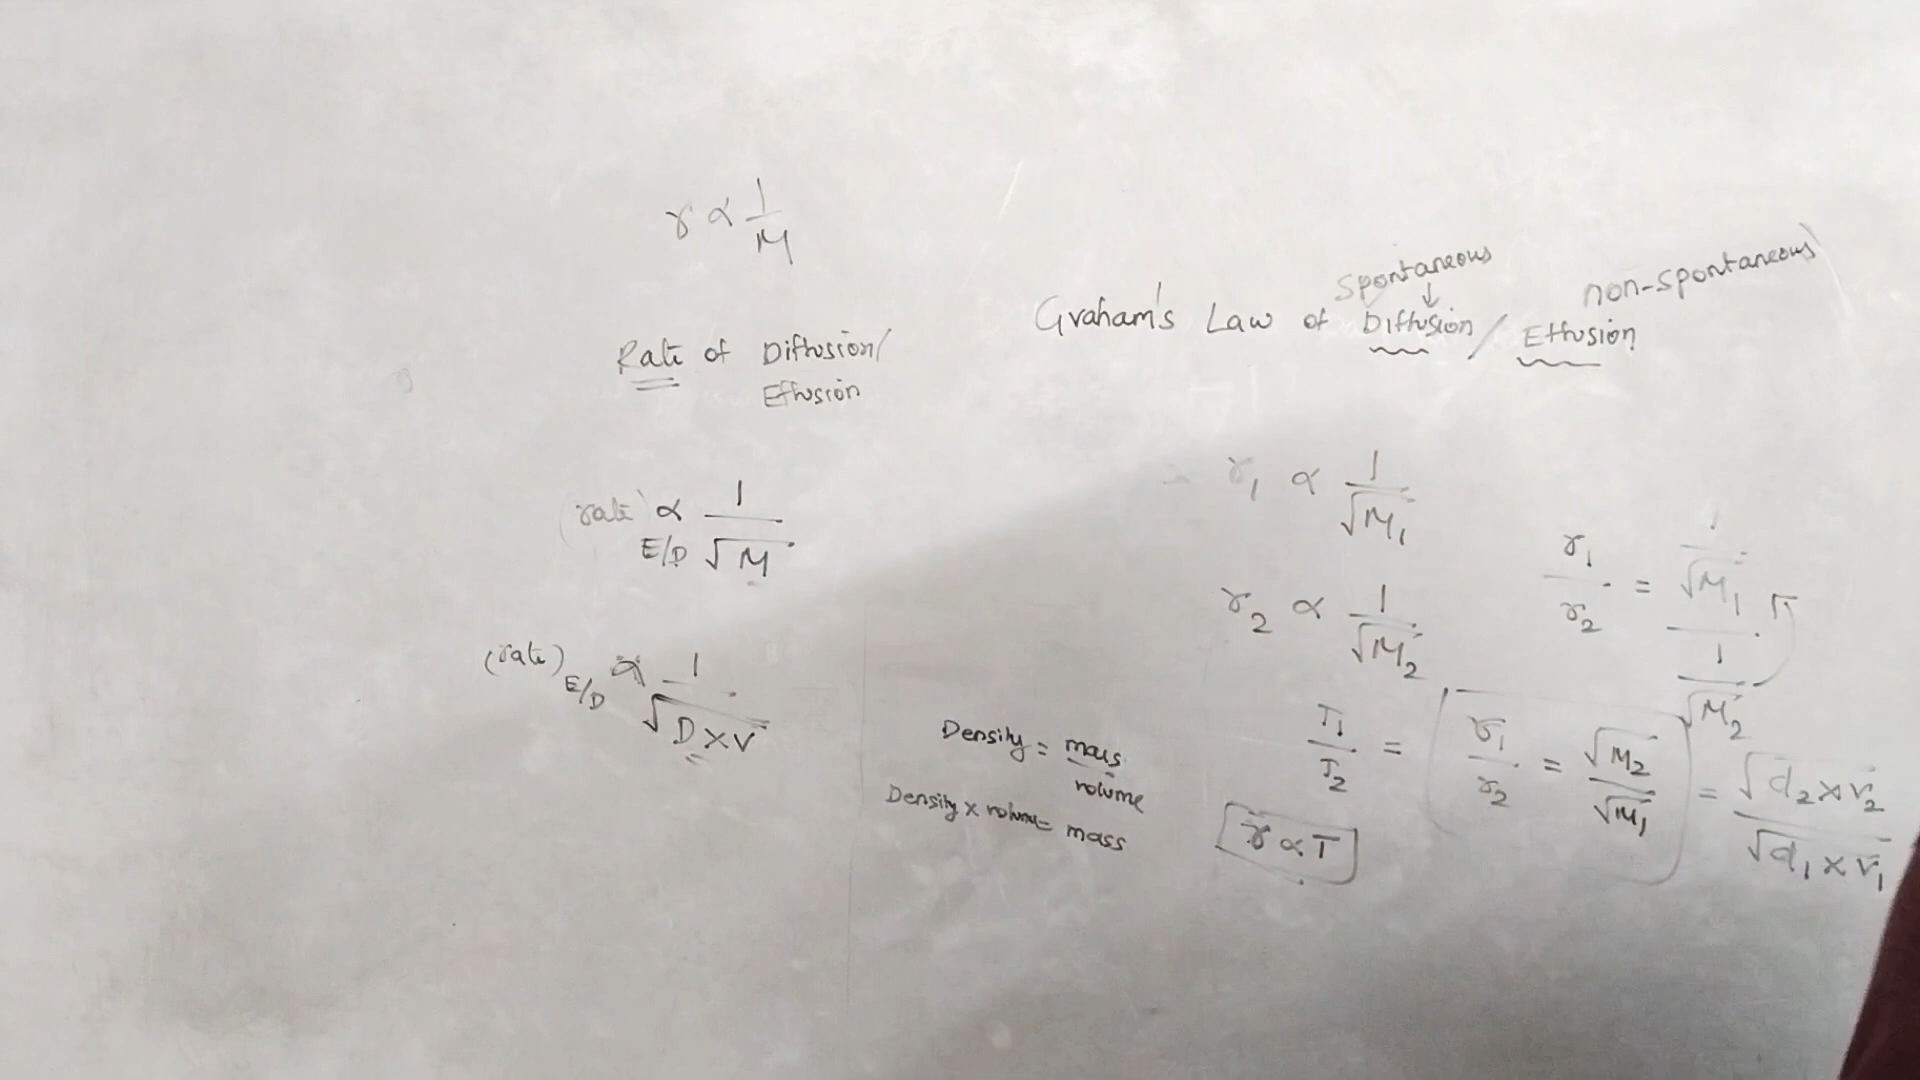 r ∝ 1/M
Rate of Diffusion/
Effusion
rate ∝ 1/√M
E/D
(rate) E/D ∝ 1/√D×V
Spontaneous
↓
non-spontaneous
Graham's Law of Diffusion/ Effusion
r₁ ∝ 1/√M₁
r₂ ∝ 1/√M₂
r₁/r₂ = 1/√M₁ / 1/√M₂
Density = mass/volume
Density × volume = mass
T₁/T₂ = r₁/r₂ = √M₂/√M₁ = √d₂×v₂/√d₁×v₁
r ∝ T